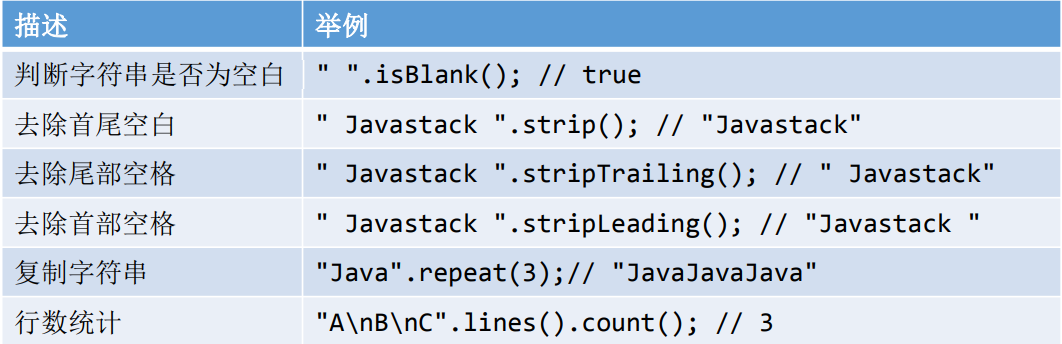 描述 举例
判断字符串是否为空白 " ".isBlank(); // true
去除首尾空白 " Javastack ".strip(); // "Javastack"
去除尾部空格 " Javastack ".stripTrailing(); // " Javastack"
去除首部空格 " Javastack ".stripLeading(); // "Javastack "
复制字符串 "Java".repeat(3);// "JavaJavaJava"
行数统计 "A\nB\nC".lines().count(); // 3